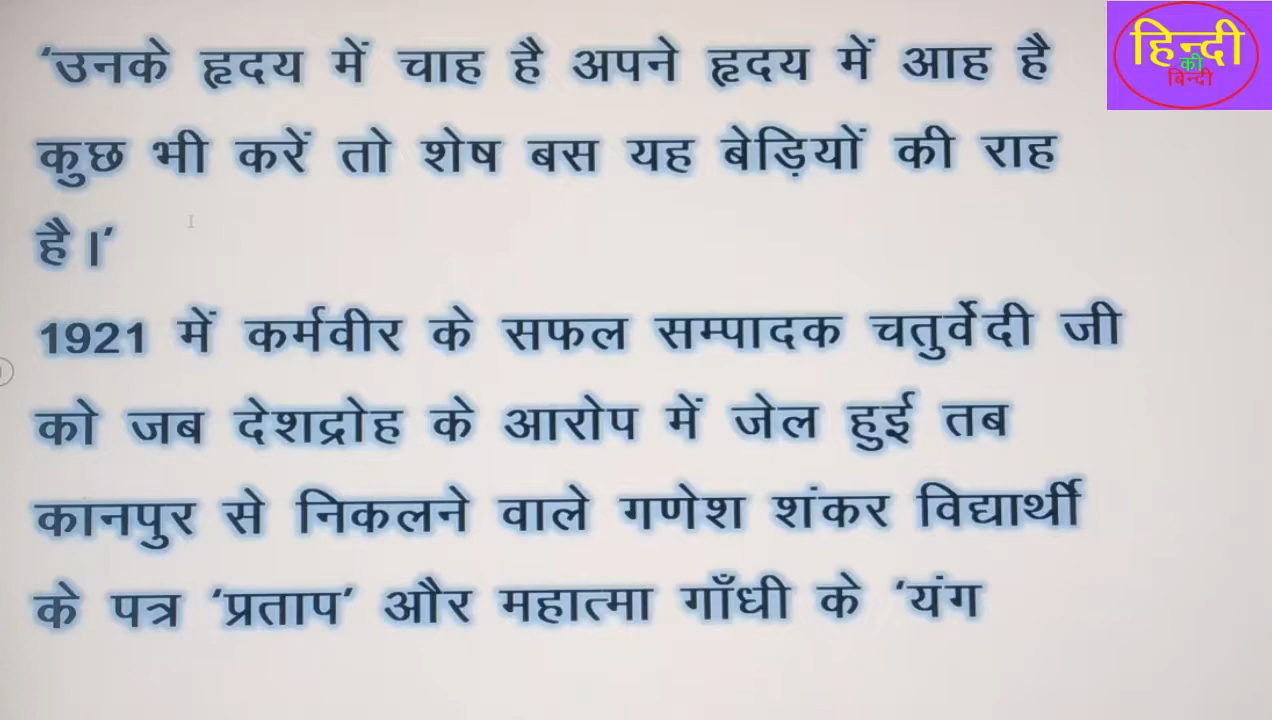 ‘उनके हृदय में चाह है अपने हृदय में आह है
कुछ भी करें तो शेष बस यह बेड़ियों की राह
है।’
1921 में कर्मवीर के सफल सम्पादक चतुर्वेदी जी
को जब देशद्रोह के आरोप में जेल हुई तब
कानपुर से निकलने वाले गणेश शंकर विद्यार्थी
के पत्र ‘प्रताप’ और महात्मा गाँधी के ‘यंग
हिन्दी
की
बिन्दी